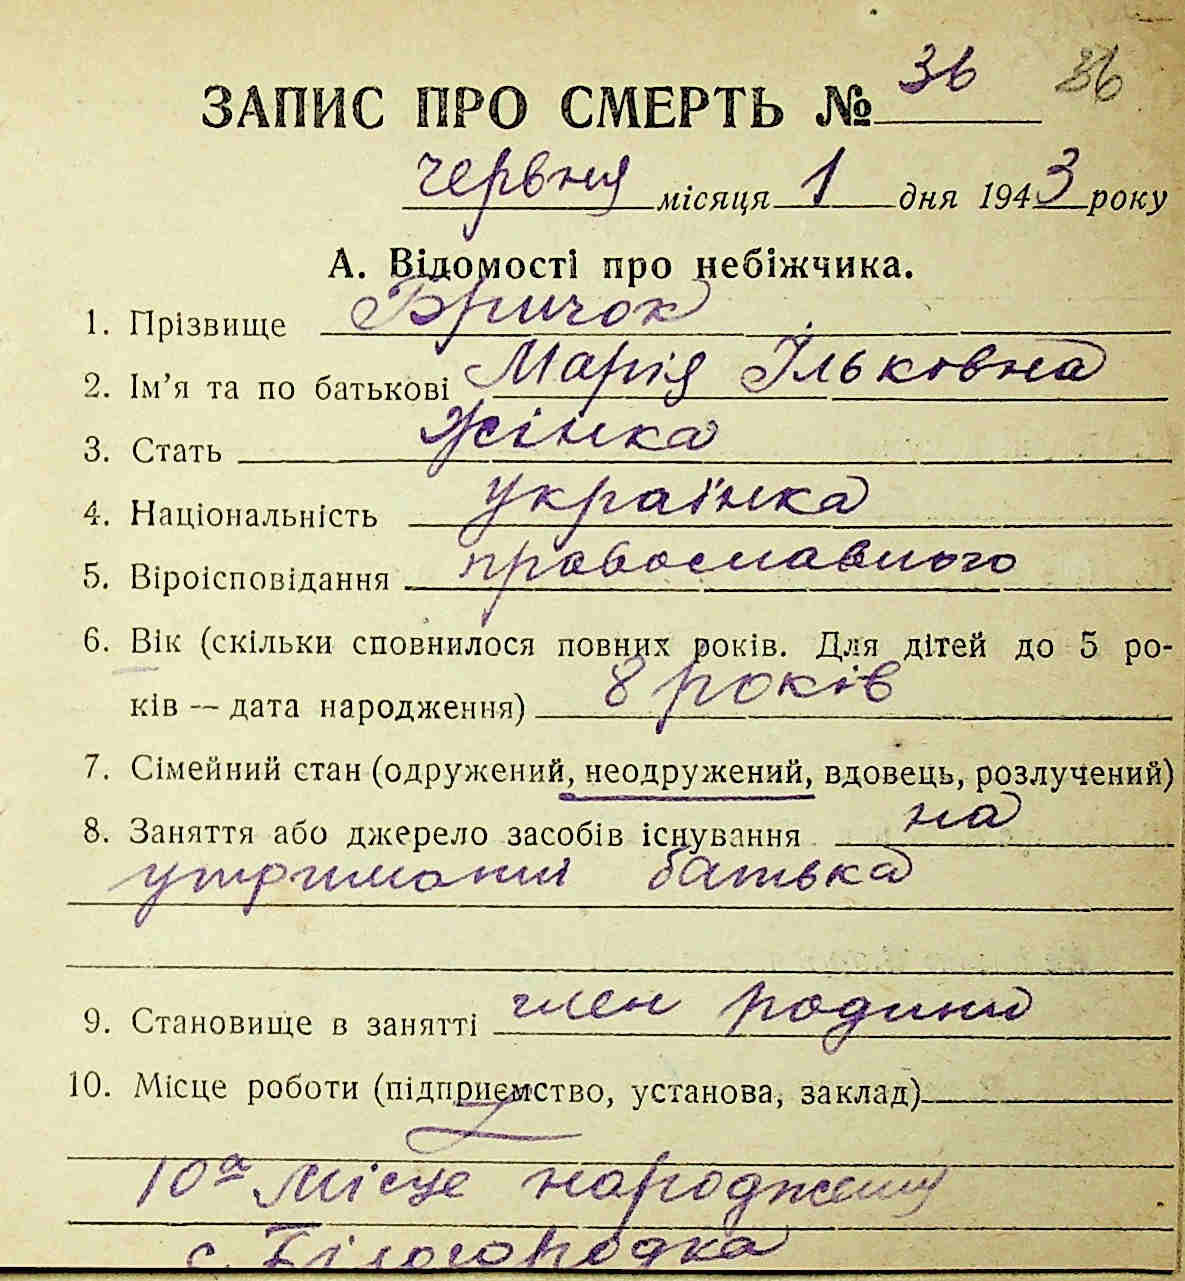 ЗАПИС ПРО СМЕРТЬ № 36 36
червня місяця 1 дня 1943 року
А. Відомості про небіжчика.
1. Прізвище Бричок
2. Ім'я та по батькові Марія Ільковна
3. Стать жінка
4. Національність українка
5. Віроісповідання православного
6. Вік (скільки сповнилося повних років. Для дітей до 5 ро-
ків — дата народження) 8 років
7. Сімейний стан (одружений, неодружений, вдовець, розлучений)
8. Заняття або джерело засобів існування на
утриманні батька
9. Становище в занятті член родини
10. Місце роботи (підприємство, установа, заклад)
10а Місце народження
с. Білогородка